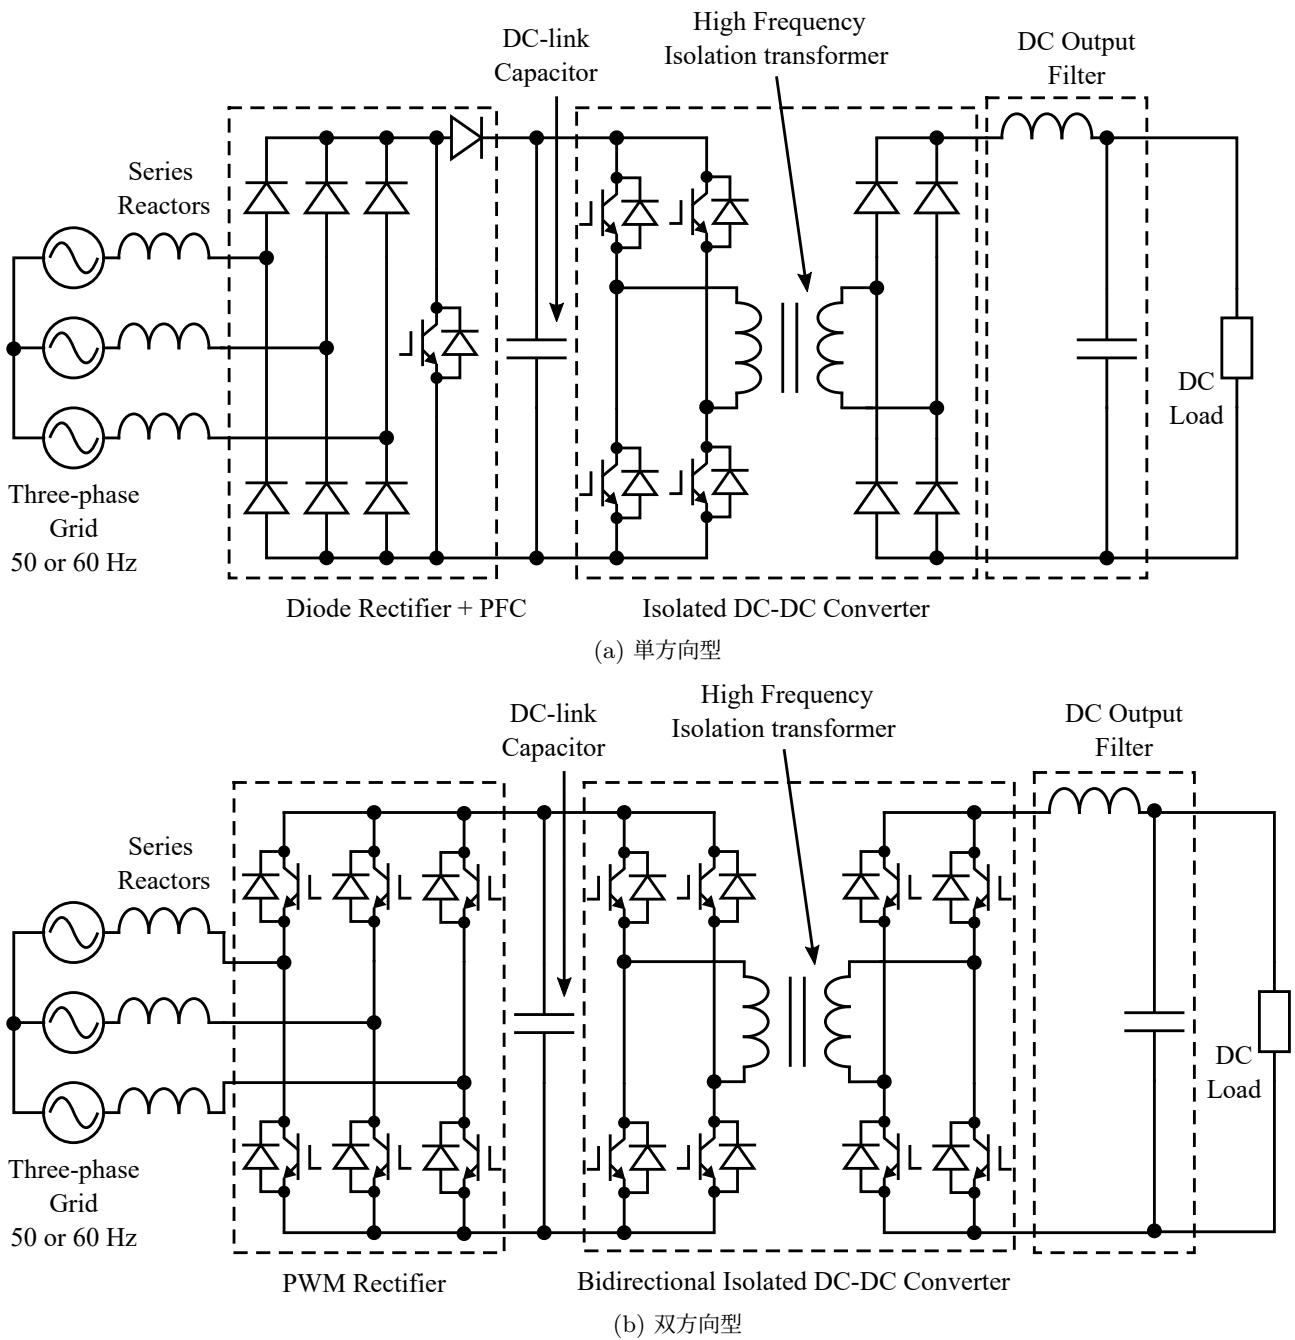 High Frequency
Isolation transformer
DC-link
Capacitor
DC Output
Filter
Series
Reactors
DC
Load
Three-phase
Grid
50 or 60 Hz
Diode Rectifier + PFC
Isolated DC-DC Converter
(a) 単方向型
High Frequency
Isolation transformer
DC-link
Capacitor
DC Output
Filter
Series
Reactors
DC
Load
Three-phase
Grid
50 or 60 Hz
PWM Rectifier
Bidirectional Isolated DC-DC Converter
(b) 双方向型